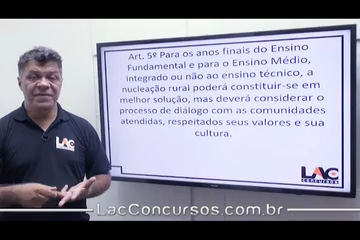 Art. 5º Para os anos finais do Ensino
Fundamental e para o Ensino Médio,
integrado ou não ao ensino técnico, a
nucleação rural poderá constituir-se em
melhor solução, mas deverá considerar o
processo de diálogo com as comunidades
atendidas, respeitados seus valores e sua
cultura.
LAC
LAC
CONCURSOS
LacConcursos.com.br